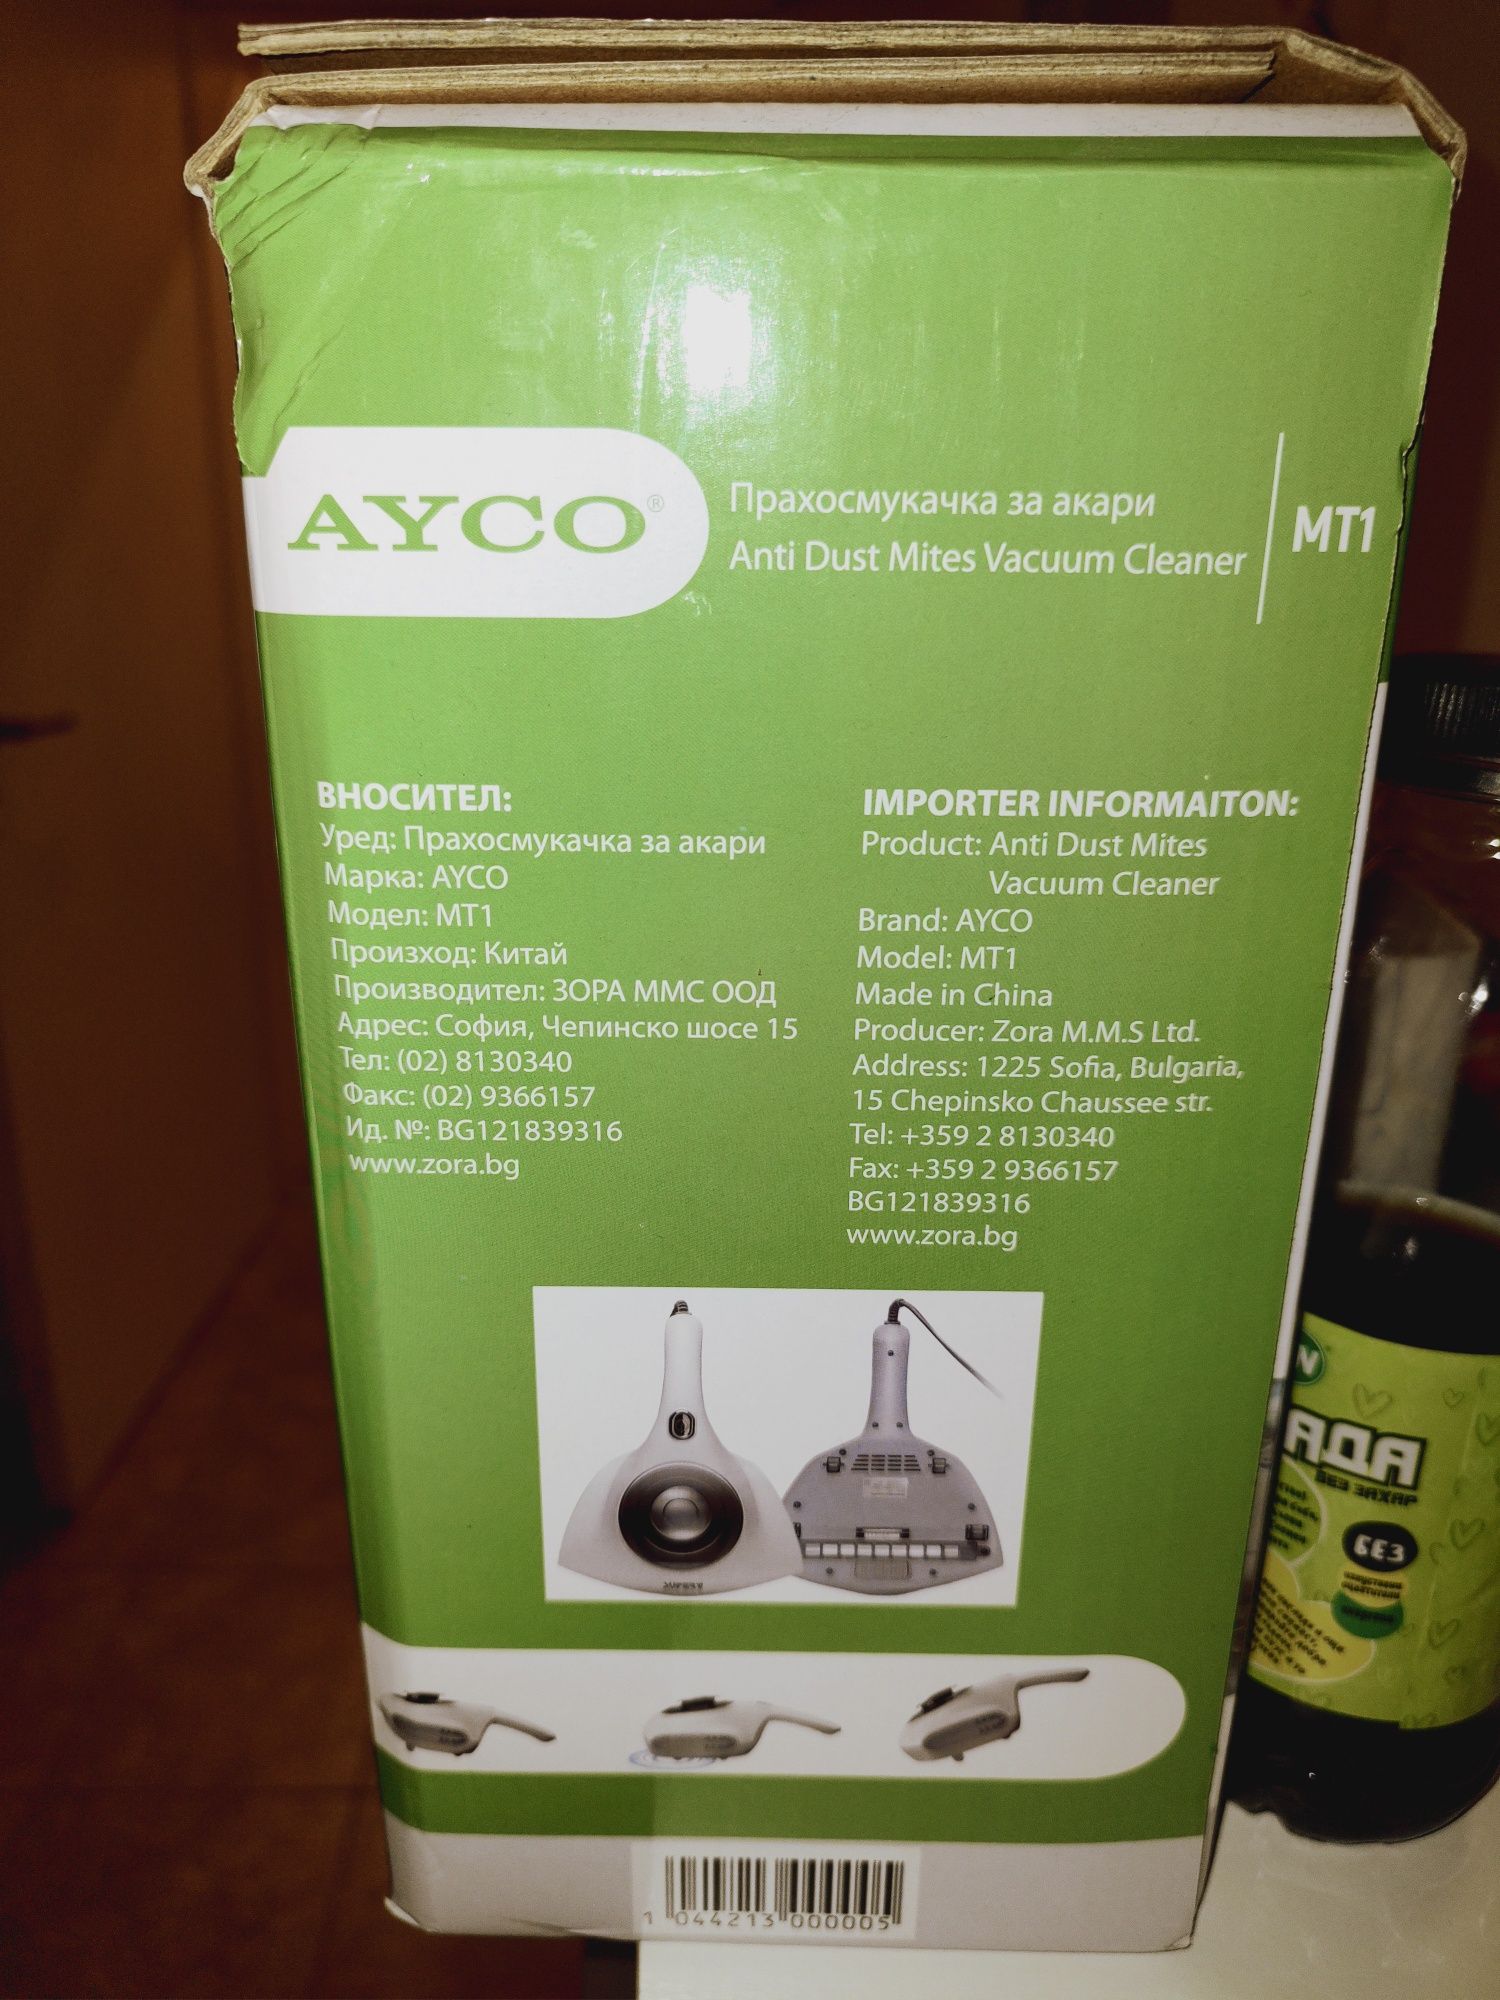 AYCO®
Прахосмукачка за акари
Anti Dust Mites Vacuum Cleaner
MT1
ВНОСИТЕЛ:
Уред: Прахосмукачка за акари
Марка: AYCO
Модел: MT1
Произход: Китай
Производител: ЗОРА ММС ООД
Адрес: София, Чепинско шосе 15
Тел: (02) 8130340
Факс: (02) 9366157
Ид. №: BG121839316
www.zora.bg
IMPORTER INFORMAITON:
Product: Anti Dust Mites
Vacuum Cleaner
Brand: AYCO
Model: MT1
Made in China
Producer: Zora M.M.S Ltd.
Address: 1225 Sofia, Bulgaria,
15 Chepinsko Chaussee str.
Tel: +359 2 8130340
Fax: +359 2 9366157
BG121839316
www.zora.bg
1 044213 000005
АДА
БЕЗ ЗАХАР
БЕЗ